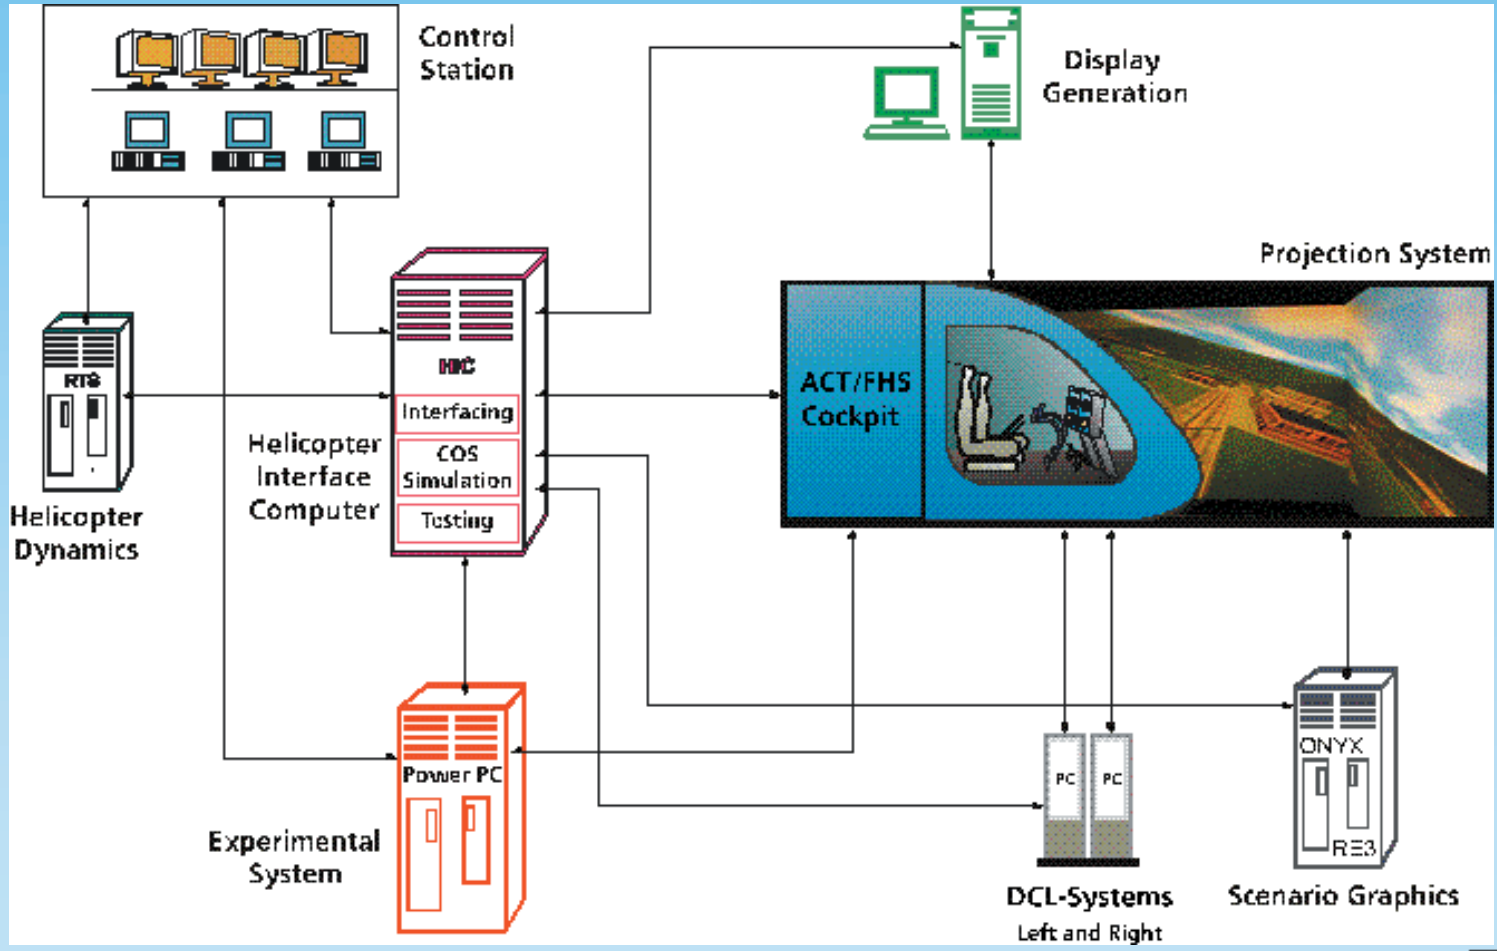 Control
Station
Display
Generation
Projection System
HIC
RTS
ACT/FHS
Cockpit
Interfacing
COS
Simulation
Testing
Helicopter
Interface
Computer
Helicopter
Dynamics
Power PC
Experimental
System
PC
PC
DCL-Systems
Left and Right
ONYX
RE3
Scenario Graphics